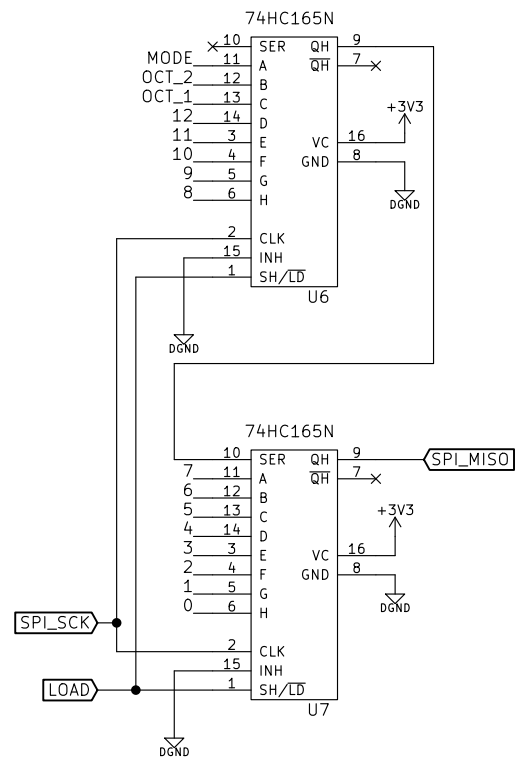 74HC165N
10 SER QH 9
MODE 11 A QH 7
OCT_2 12 B
OCT_1 13 C +3V3
12 14 D
11 3 E VC 16
10 4 F GND 8
9 5 G
8 6 H DGND
2 CLK
15 INH
1 SH/LD
U6
DGND
74HC165N
10 SER QH 9 SPI_MISO
7 11 A QH 7
6 12 B
5 13 C +3V3
4 14 D
3 3 E VC 16
2 4 F GND 8
1 5 G
0 6 H DGND
SPI_SCK
2 CLK
15 INH
LOAD 1 SH/LD
U7
DGND